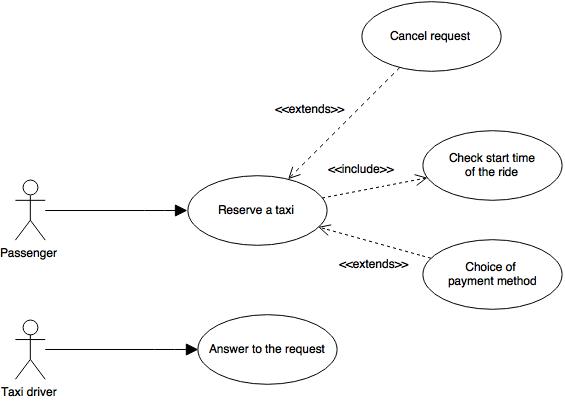 Cancel request
<<extends>>
Check start time
of the ride
<<include>>
Reserve a taxi
Passenger
<<extends>>
Choice of
payment method
Answer to the request
Taxi driver